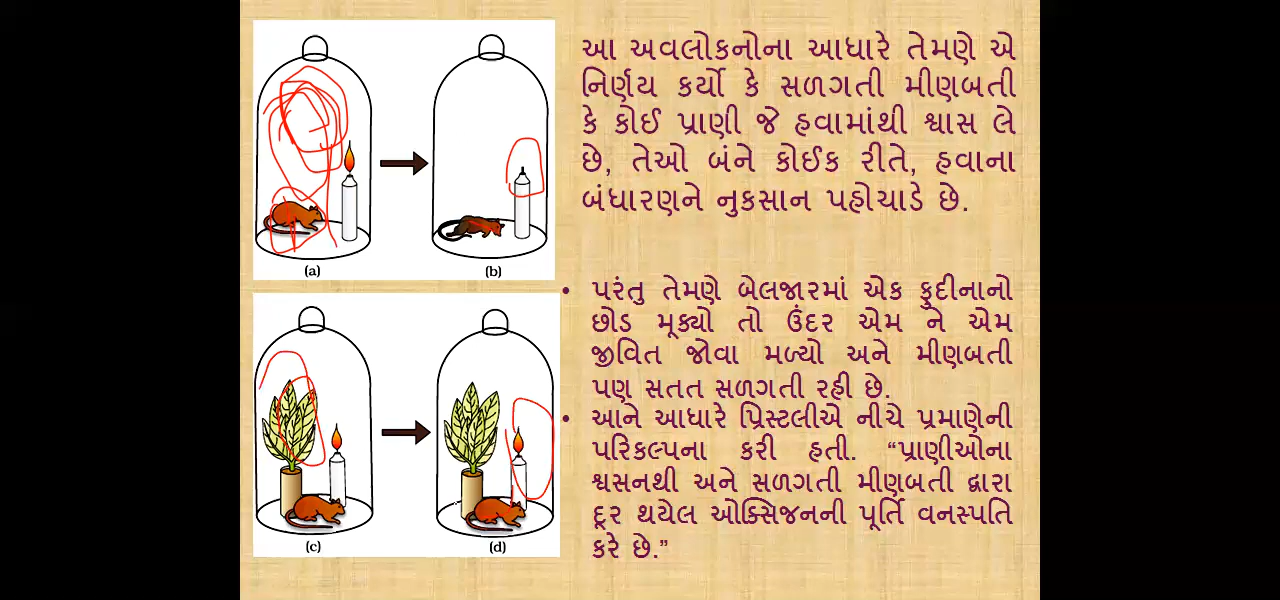 આ અવલોકનોના આધારે તેમણે એ
નિર્ણય કર્યો કે સળગતી મીણબતી
કે કોઈ પ્રાણી જે હવામાંથી શ્વાસ લે
છે, તેઓ બંને કોઈક રીતે, હવાના
બંધારણને નુકસાન પહોચાડે છે.
(a)
(b)
• પરંતુ તેમણે બેલજારમાં એક ફુદીનાનો
છોડ મૂક્યો તો ઉંદર એમ ને એમ
જીવિત જોવા મળ્યો અને મીણબતી
પણ સતત સળગતી રહી છે.
• આને આધારે પ્રિસ્ટલીએ નીચે પ્રમાણેની
પરિકલ્પના કરી હતી. “પ્રાણીઓના
શ્વસનથી અને સળગતી મીણબતી દ્વારા
દૂર થયેલ ઓક્સિજનની પૂર્તિ વનસ્પતિ
કરે છે.”
(c)
(d)